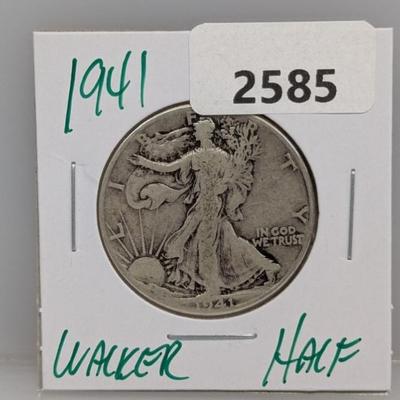 1941
2585
LIBERTY
IN GOD
WE TRUST
1941
WALKER HALF